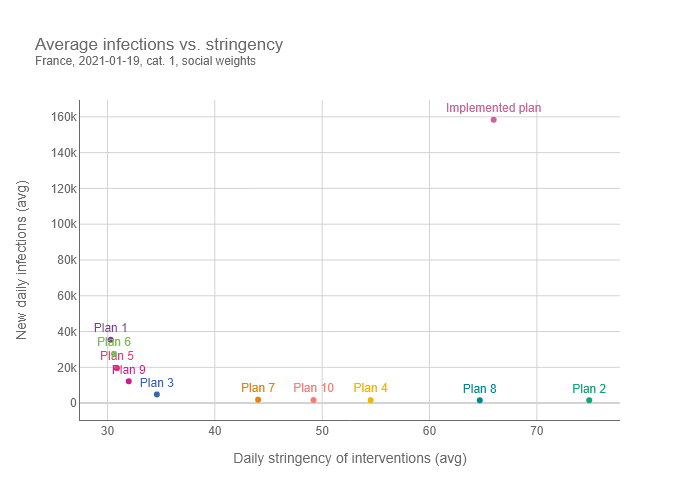 Average infections vs. stringency
France, 2021-01-19, cat. 1, social weights
New daily infections (avg)
160k
140k
120k
100k
80k
60k
40k
20k
0
Implemented plan
Plan 1
Plan 6
Plan 5
Plan 9
Plan 3
Plan 7
Plan 10
Plan 4
Plan 8
Plan 2
30
40
50
60
70
Daily stringency of interventions (avg)